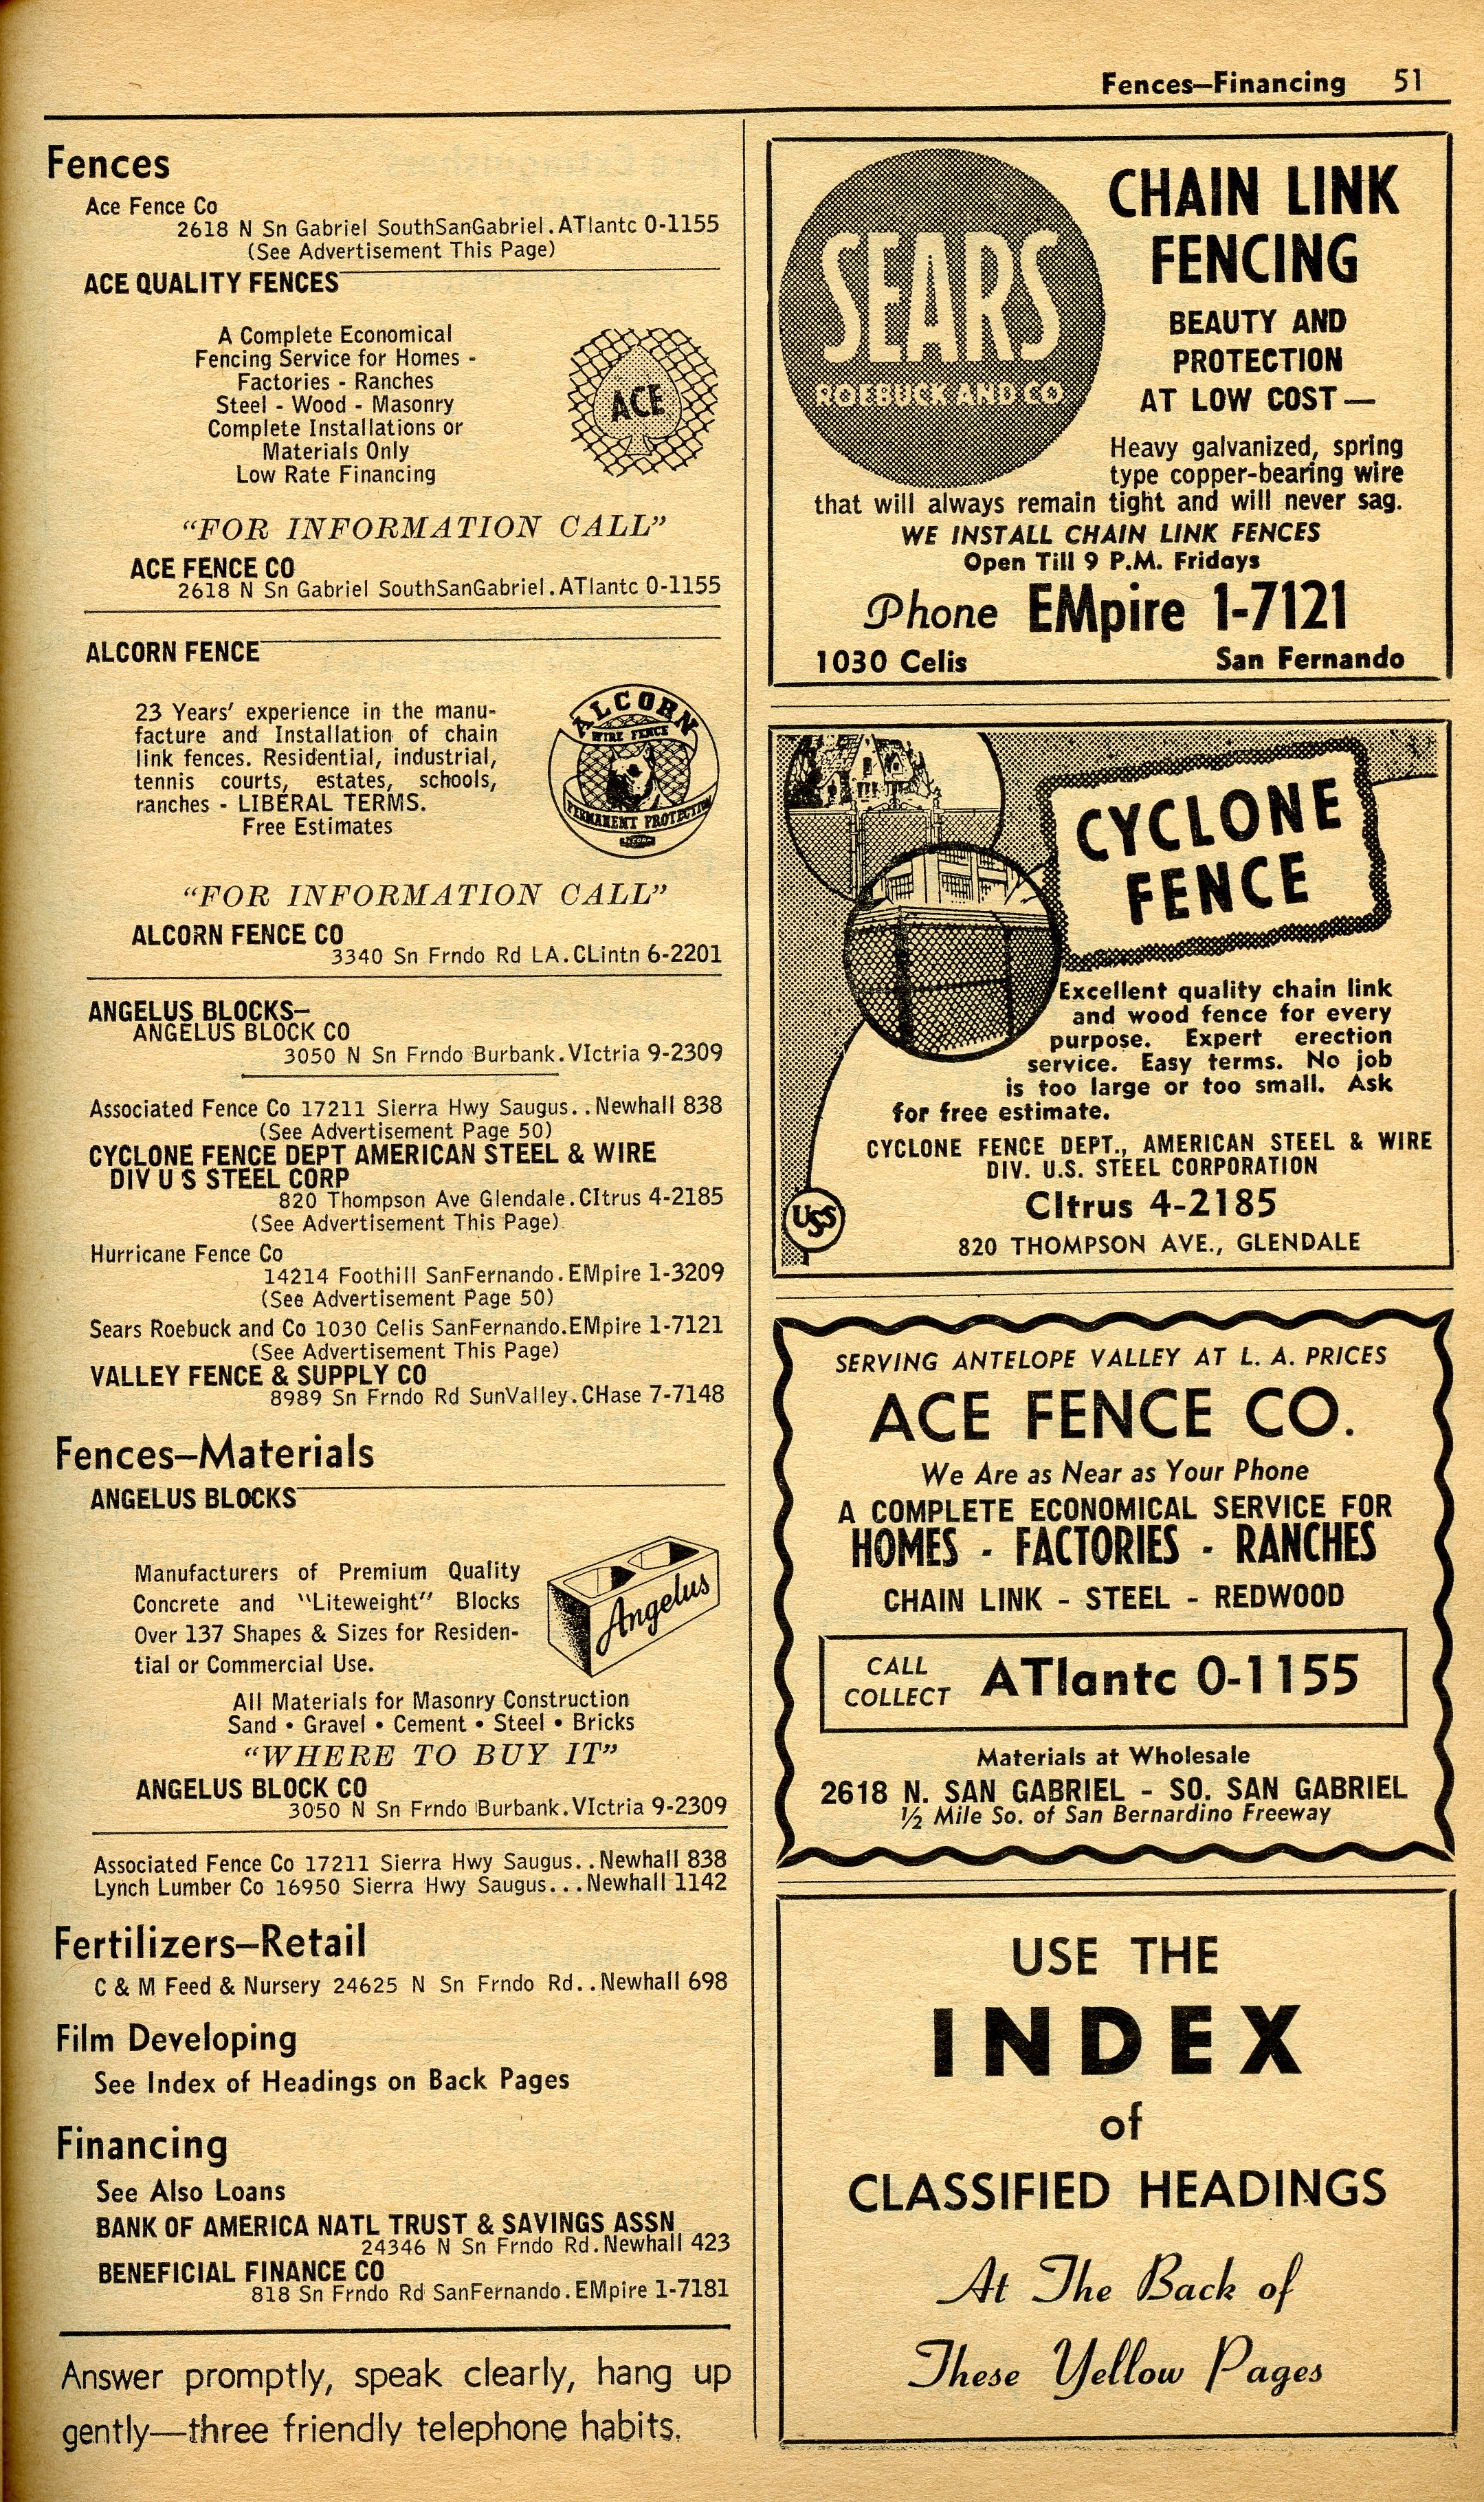 Fences–Financing 51
Fences
Ace Fence Co
2618 N Sn Gabriel SouthSanGabriel.ATlantc 0-1155
(See Advertisement This Page)
ACE QUALITY FENCES
A Complete Economical
Fencing Service for Homes -
Factories - Ranches
Steel - Wood - Masonry
Complete Installations or
Materials Only
Low Rate Financing
ACE
“FOR INFORMATION CALL”
ACE FENCE CO
2618 N Sn Gabriel SouthSanGabriel.ATlantc 0-1155
ALCORN FENCE
23 Years' experience in the manu-
facture and Installation of chain
link fences. Residential, industrial,
tennis courts, estates, schools,
ranches - LIBERAL TERMS.
Free Estimates
ALCORN
WIRE FENCE
PERMANENT PROTECTION
“FOR INFORMATION CALL”
ALCORN FENCE CO
3340 Sn Frndo Rd LA.CLintn 6-2201
ANGELUS BLOCKS–
ANGELUS BLOCK CO
3050 N Sn Frndo Burbank.VIctria 9-2309
Associated Fence Co 17211 Sierra Hwy Saugus..Newhall 838
(See Advertisement Page 50)
CYCLONE FENCE DEPT AMERICAN STEEL & WIRE
DIV U S STEEL CORP
820 Thompson Ave Glendale.CItrus 4-2185
(See Advertisement This Page)
Hurricane Fence Co
14214 Foothill SanFernando.EMpire 1-3209
(See Advertisement Page 50)
Sears Roebuck and Co 1030 Celis SanFernando.EMpire 1-7121
(See Advertisement This Page)
VALLEY FENCE & SUPPLY CO
8989 Sn Frndo Rd SunValley.CHase 7-7148
Fences–Materials
ANGELUS BLOCKS
Manufacturers of Premium Quality
Concrete and "Liteweight" Blocks
Over 137 Shapes & Sizes for Residen-
tial or Commercial Use.
Angelus
All Materials for Masonry Construction
Sand • Gravel • Cement • Steel • Bricks
“WHERE TO BUY IT”
ANGELUS BLOCK CO
3050 N Sn Frndo Burbank.VIctria 9-2309
Associated Fence Co 17211 Sierra Hwy Saugus..Newhall 838
Lynch Lumber Co 16950 Sierra Hwy Saugus...Newhall 1142
Fertilizers–Retail
C & M Feed & Nursery 24625 N Sn Frndo Rd..Newhall 698
Film Developing
See Index of Headings on Back Pages
Financing
See Also Loans
BANK OF AMERICA NATL TRUST & SAVINGS ASSN
24346 N Sn Frndo Rd.Newhall 423
BENEFICIAL FINANCE CO
818 Sn Frndo Rd SanFernando.EMpire 1-7181
Answer promptly, speak clearly, hang up
gently—three friendly telephone habits.
SEARS
ROEBUCK AND CO
CHAIN LINK
FENCING
BEAUTY AND
PROTECTION
AT LOW COST—
Heavy galvanized, spring
type copper-bearing wire
that will always remain tight and will never sag.
WE INSTALL CHAIN LINK FENCES
Open Till 9 P.M. Fridays
Phone EMpire 1-7121
1030 Celis San Fernando
CYCLONE
FENCE
Excellent quality chain link
and wood fence for every
purpose. Expert erection
service. Easy terms. No job
is too large or too small. Ask
for free estimate.
CYCLONE FENCE DEPT., AMERICAN STEEL & WIRE
DIV. U.S. STEEL CORPORATION
USS
CItrus 4-2185
820 THOMPSON AVE., GLENDALE
SERVING ANTELOPE VALLEY AT L. A. PRICES
ACE FENCE CO.
We Are as Near as Your Phone
A COMPLETE ECONOMICAL SERVICE FOR
HOMES - FACTORIES - RANCHES
CHAIN LINK - STEEL - REDWOOD
CALL COLLECT ATlantc 0-1155
Materials at Wholesale
2618 N. SAN GABRIEL - SO. SAN GABRIEL
½ Mile So. of San Bernardino Freeway
USE THE
INDEX
of
CLASSIFIED HEADINGS
At The Back of
These Yellow Pages